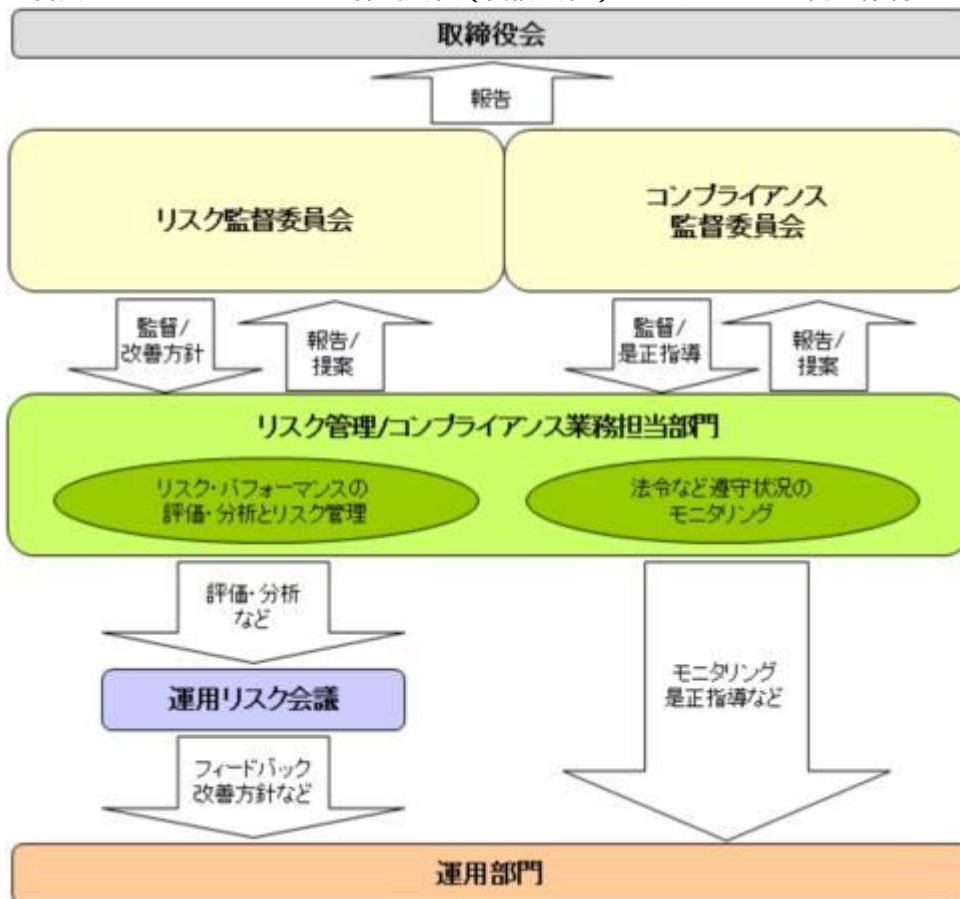 取締役会
報告
リスク監督委員会
コンプライアンス
監督委員会
監督/
改善方針
報告/
提案
監督/
是正指導
報告/
提案
リスク管理/コンプライアンス業務担当部門
リスク・パフォーマンスの
評価・分析とリスク管理
法令など遵守状況の
モニタリング
評価・分析
など
運用リスク会議
モニタリング
是正指導など
フィードバック
改善方針など
運用部門